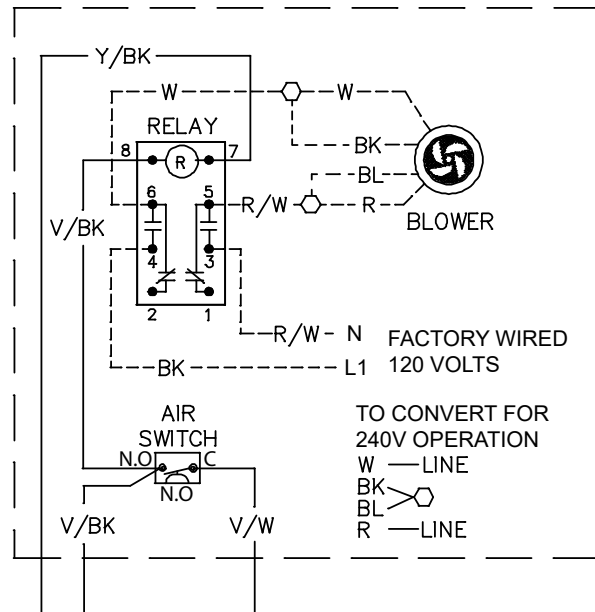 Y/BK
W W
RELAY
8 R 7
BK
BL
6 5
R/W R
BLOWER
V/BK
4 3
2 1
R/W N FACTORY WIRED
BK L1 120 VOLTS
AIR
SWITCH
N.O C
N.O
TO CONVERT FOR
240V OPERATION
W LINE
BK
BL
R LINE
V/BK V/W